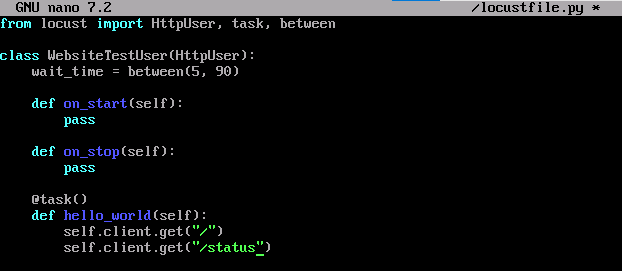 GNU nano 7.2 /locustfile.py *
from locust import HttpUser, task, between
class WebsiteTestUser(HttpUser):
    wait_time = between(5, 90)
    def on_start(self):
        pass
    def on_stop(self):
        pass
    @task()
    def hello_world(self):
        self.client.get("/")
        self.client.get("/status")